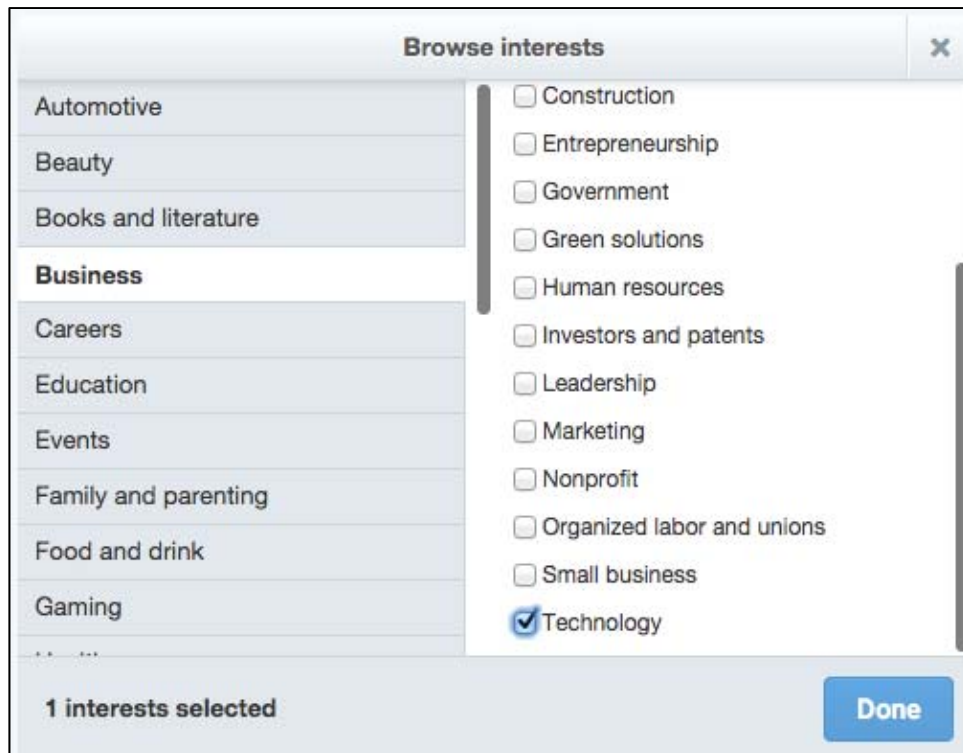 Browse interests
Automotive
Beauty
Books and literature
Business
Careers
Education
Events
Family and parenting
Food and drink
Gaming
Construction
Entrepreneurship
Government
Green solutions
Human resources
Investors and patents
Leadership
Marketing
Nonprofit
Organized labor and unions
Small business
Technology
1 interests selected
Done